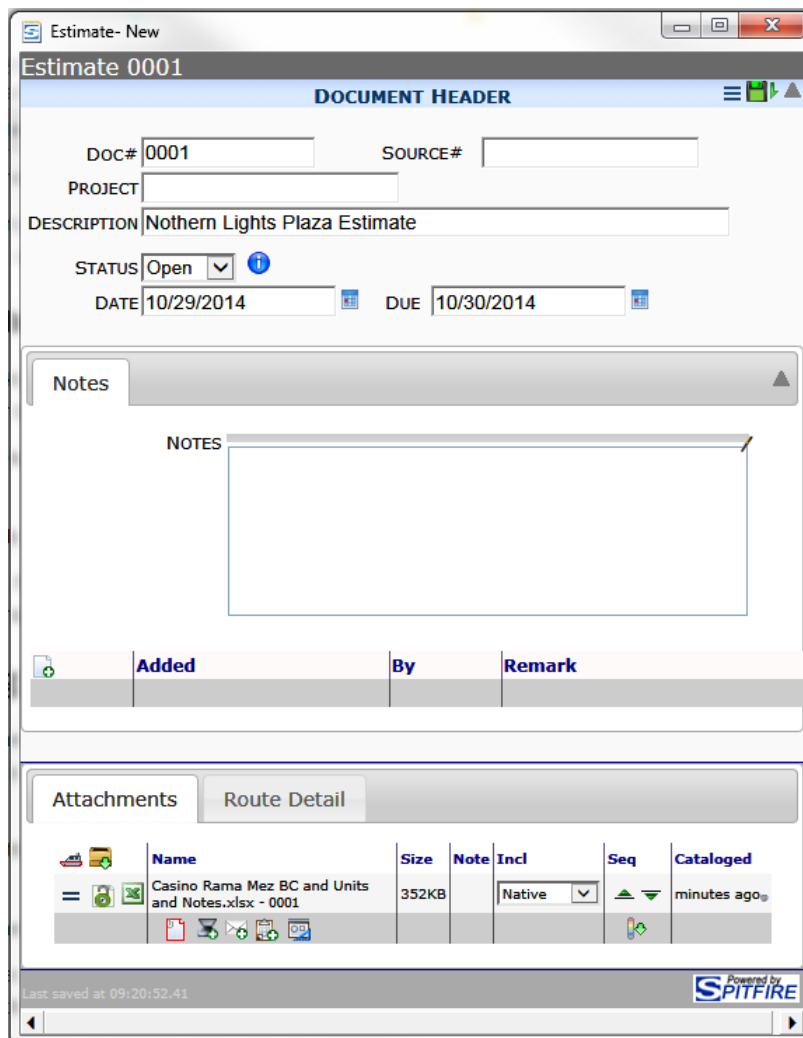 Estimate- New
Estimate 0001
DOCUMENT HEADER
DOC# 0001 SOURCE#
PROJECT
DESCRIPTION Nothern Lights Plaza Estimate
STATUS Open
DATE 10/29/2014 DUE 10/30/2014
Notes
NOTES
Added By Remark
Attachments Route Detail
Name Size Note Incl Seq Cataloged
Casino Rama Mez BC and Units and Notes.xlsx - 0001 352KB Native minutes ago
Last saved at 09:20:52.41
Powered by
SPITFIRE